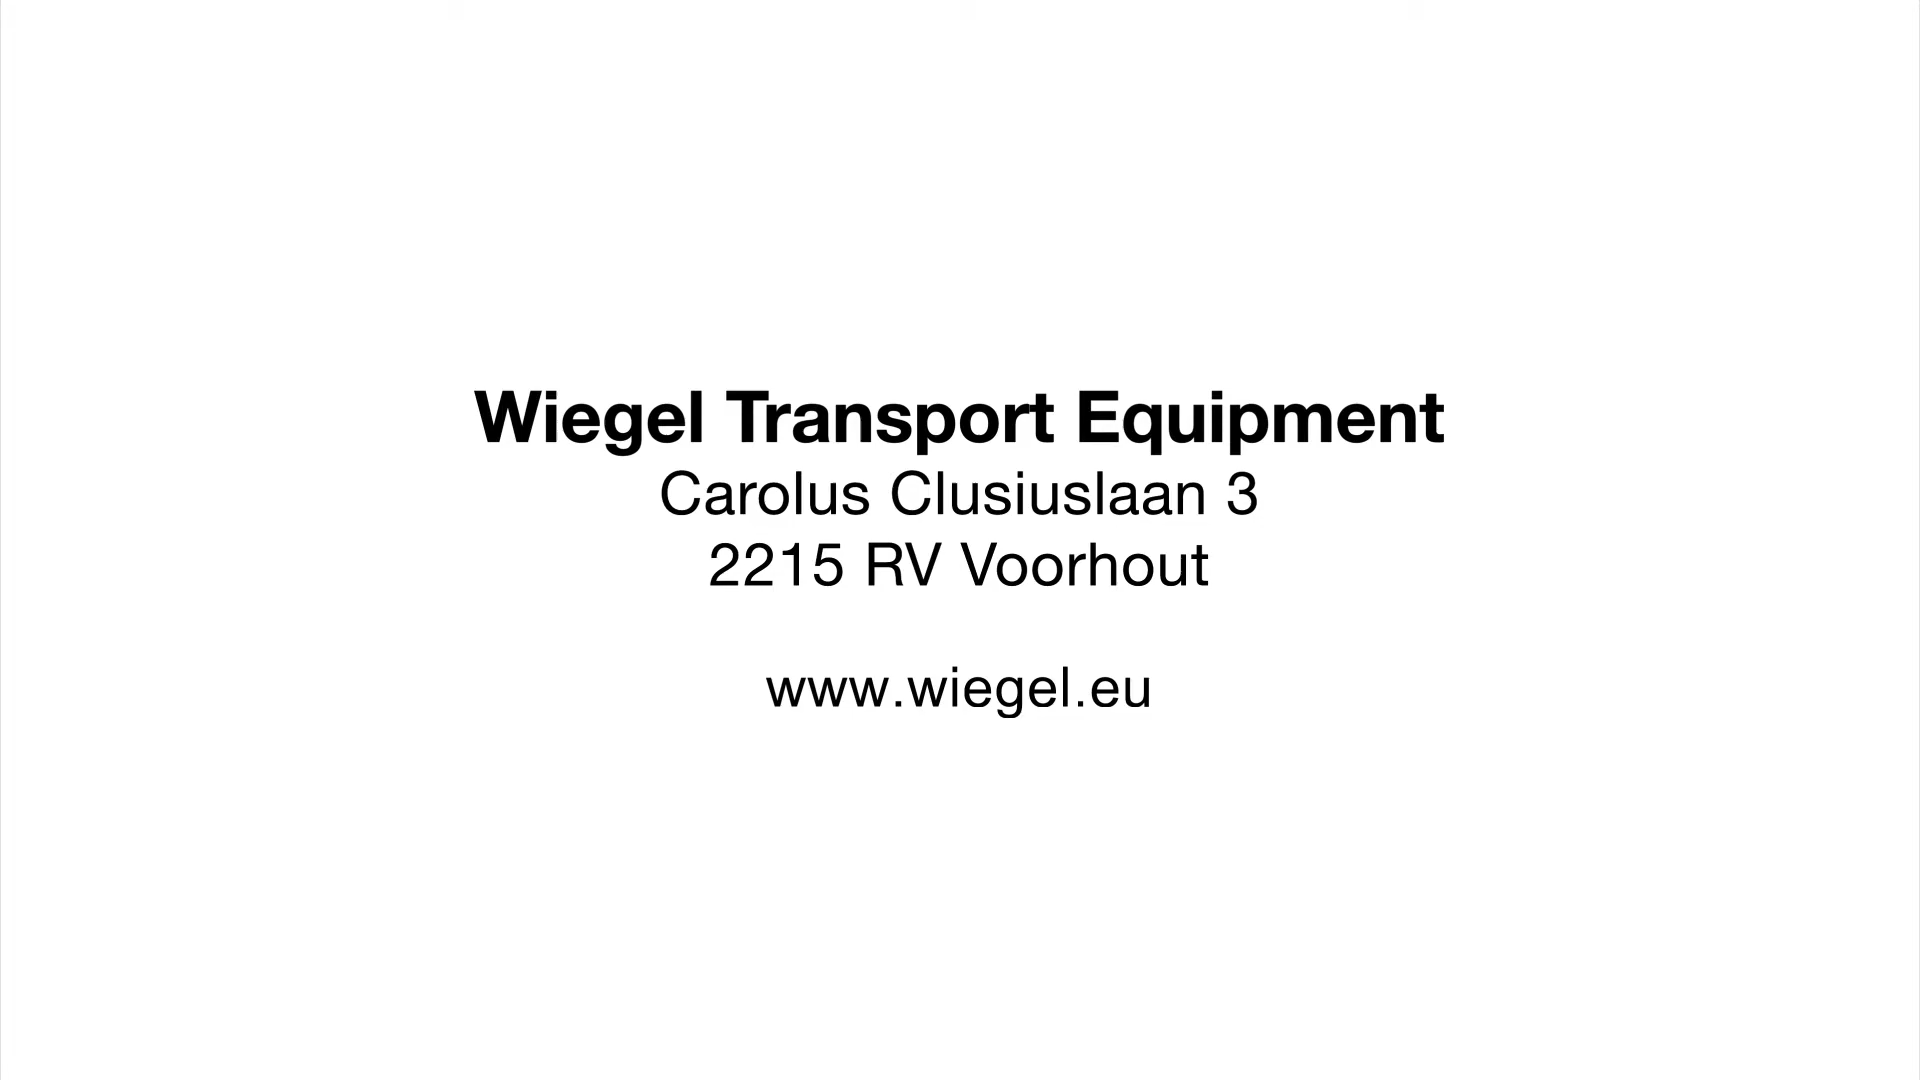 Wiegel Transport Equipment
Carolus Clusiuslaan 3
2215 RV Voorhout
www.wiegel.eu